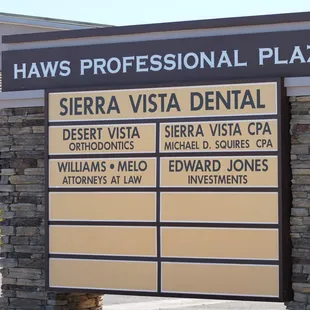 HAWS PROFESSIONAL PLAZ
SIERRA VISTA DENTAL
DESERT VISTA
ORTHODONTICS
SIERRA VISTA CPA
MICHAEL D. SQUIRES CPA
WILLIAMS • MELO
ATTORNEYS AT LAW
EDWARD JONES
INVESTMENTS